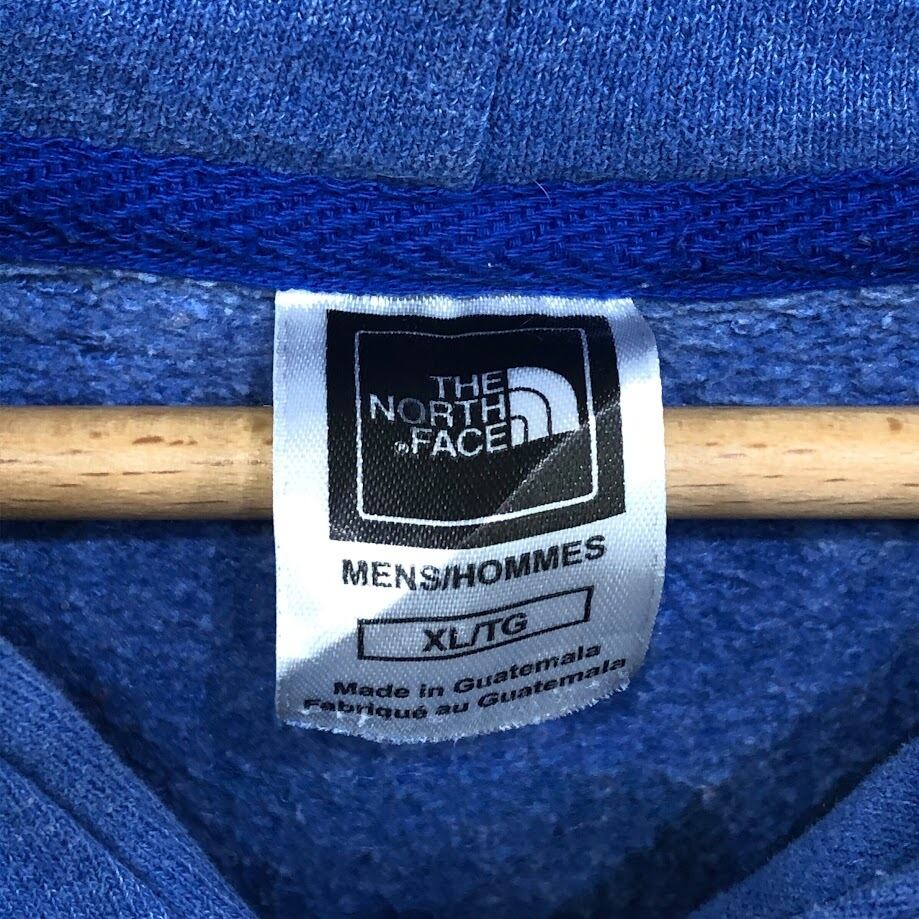 THE
NORTH
®FACE
MENS/HOMMES
XL/TG
Made in Guatemala
Fabriqué au Guatemala